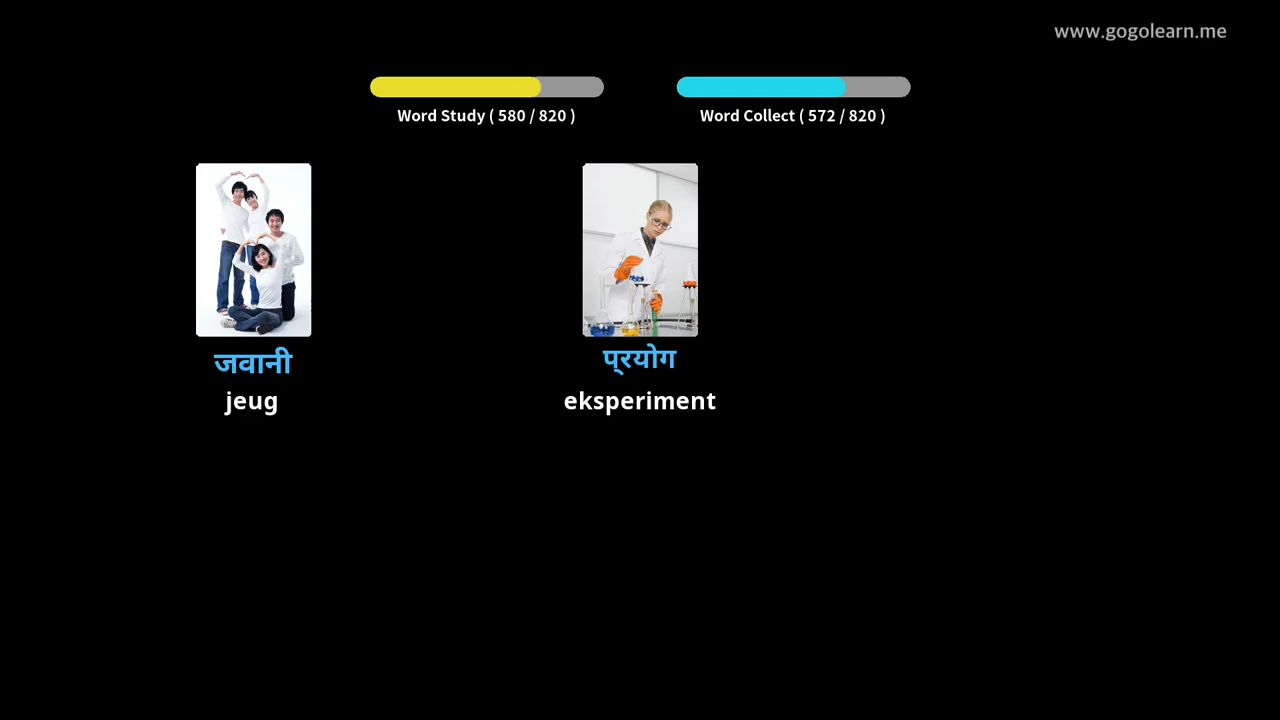 www.gogolearn.me
Word Study ( 580 / 820 )
Word Collect ( 572 / 820 )
जवानी
प्रयोग
jeug
eksperiment